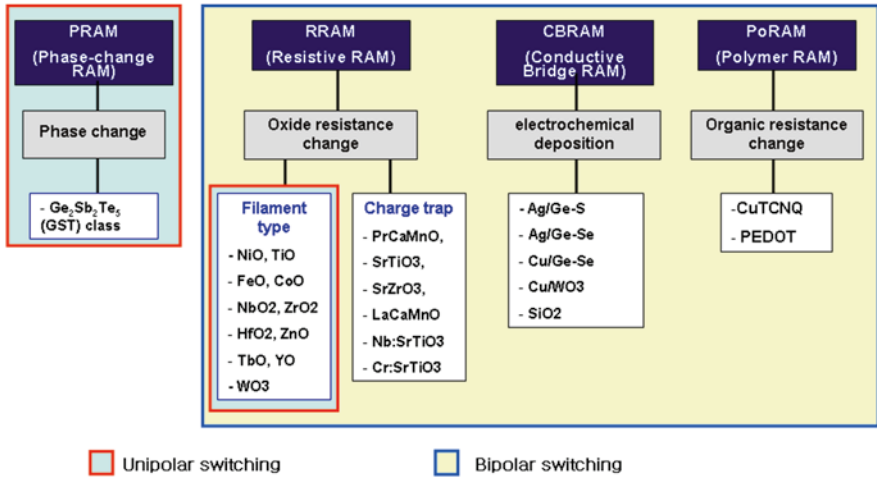 PRAM
(Phase-change
RAM)
Phase change
- Ge₂Sb₂Te₅
(GST) class
RRAM
(Resistive RAM)
Oxide resistance
change
Filament
type
- NiO, TiO
- FeO, CoO
- NbO2, ZrO2
- HfO2, ZnO
- TbO, YO
- WO3
Charge trap
- PrCaMnO,
- SrTiO3,
- SrZrO3,
- LaCaMnO
- Nb:SrTiO3
- Cr:SrTiO3
CBRAM
(Conductive
Bridge RAM)
electrochemical
deposition
- Ag/Ge-S
- Ag/Ge-Se
- Cu/Ge-Se
- Cu/WO3
- SiO2
PoRAM
(Polymer RAM)
Organic resistance
change
-CuTCNQ
- PEDOT
Unipolar switching
Bipolar switching